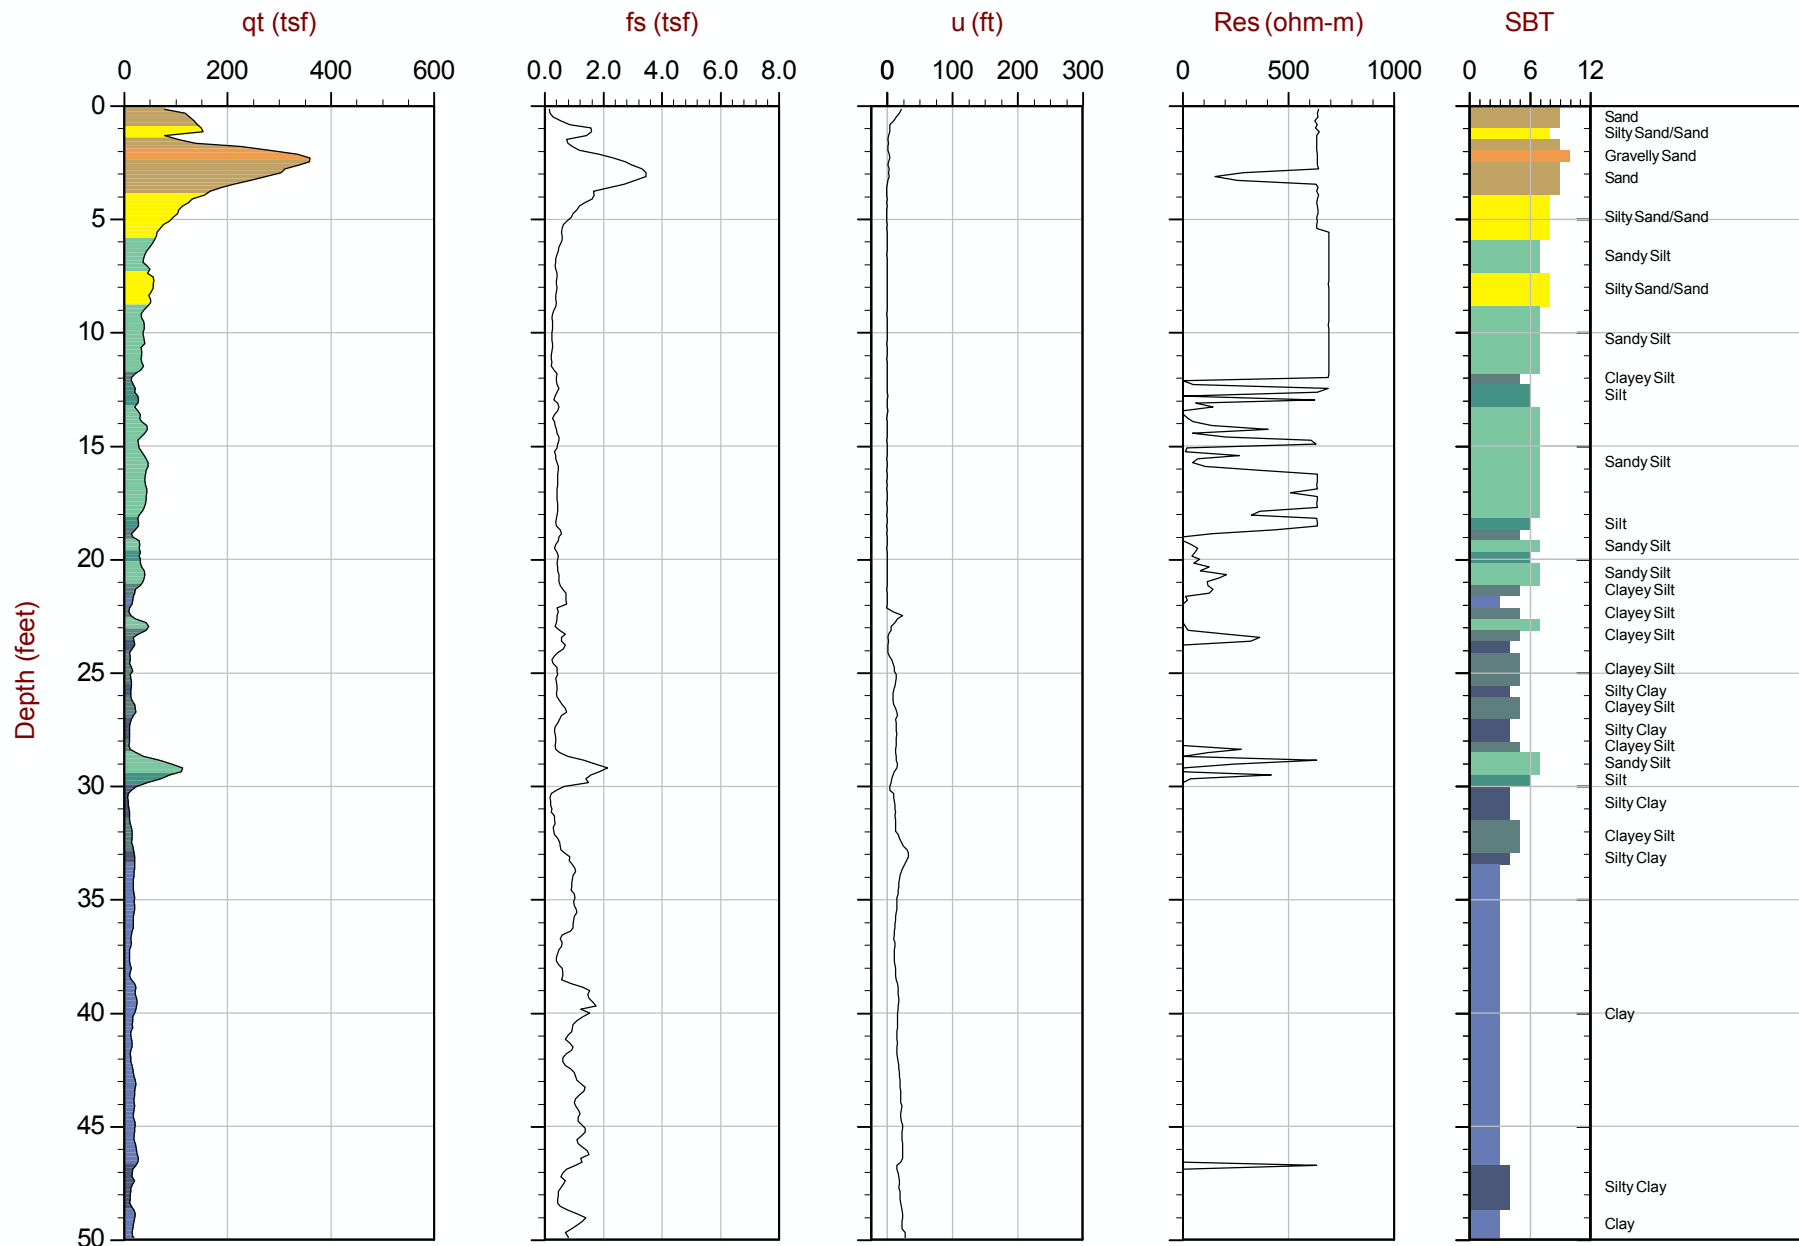 qt (tsf) fs (tsf) u (ft) Res (ohm-m) SBT
0 200 400 600 0.0 2.0 4.0 6.0 8.0 0 100 200 300 0 500 1000 0 6 12
0
Sand
Silty Sand/Sand
Gravelly Sand
Sand
5
Silty Sand/Sand
Sandy Silt
Silty Sand/Sand
10
Sandy Silt
Clayey Silt
Silt
15
Sandy Silt
Silt
Sandy Silt
20
Sandy Silt
Clayey Silt
Clayey Silt
Clayey Silt
25
Clayey Silt
Silty Clay
Clayey Silt
Silty Clay
Clayey Silt
Sandy Silt
Silt
30
Silty Clay
Clayey Silt
Silty Clay
35
40
Clay
45
Silty Clay
Clay
50
Depth (feet)